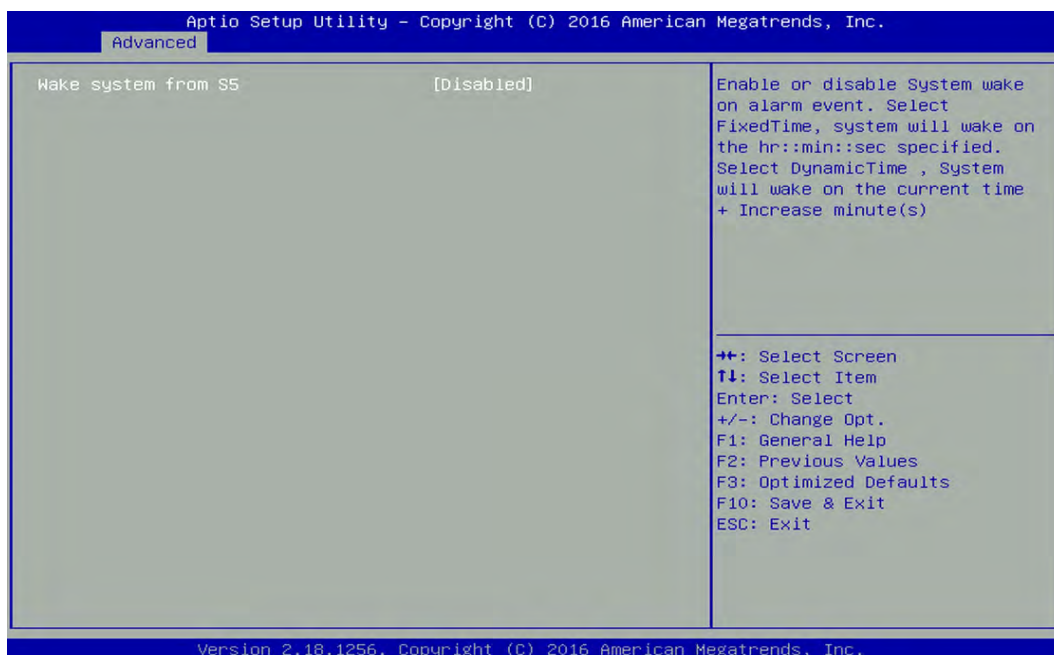 Aptio Setup Utility – Copyright (C) 2016 American Megatrends, Inc.
Advanced
Wake system from S5 [Disabled]
Enable or disable System wake
on alarm event. Select
FixedTime, system will wake on
the hr::min::sec specified.
Select DynamicTime , System
will wake on the current time
+ Increase minute(s)
→←: Select Screen
↑↓: Select Item
Enter: Select
+/-: Change Opt.
F1: General Help
F2: Previous Values
F3: Optimized Defaults
F10: Save & Exit
ESC: Exit
Version 2.18.1256. Copyright (C) 2016 American Megatrends, Inc.